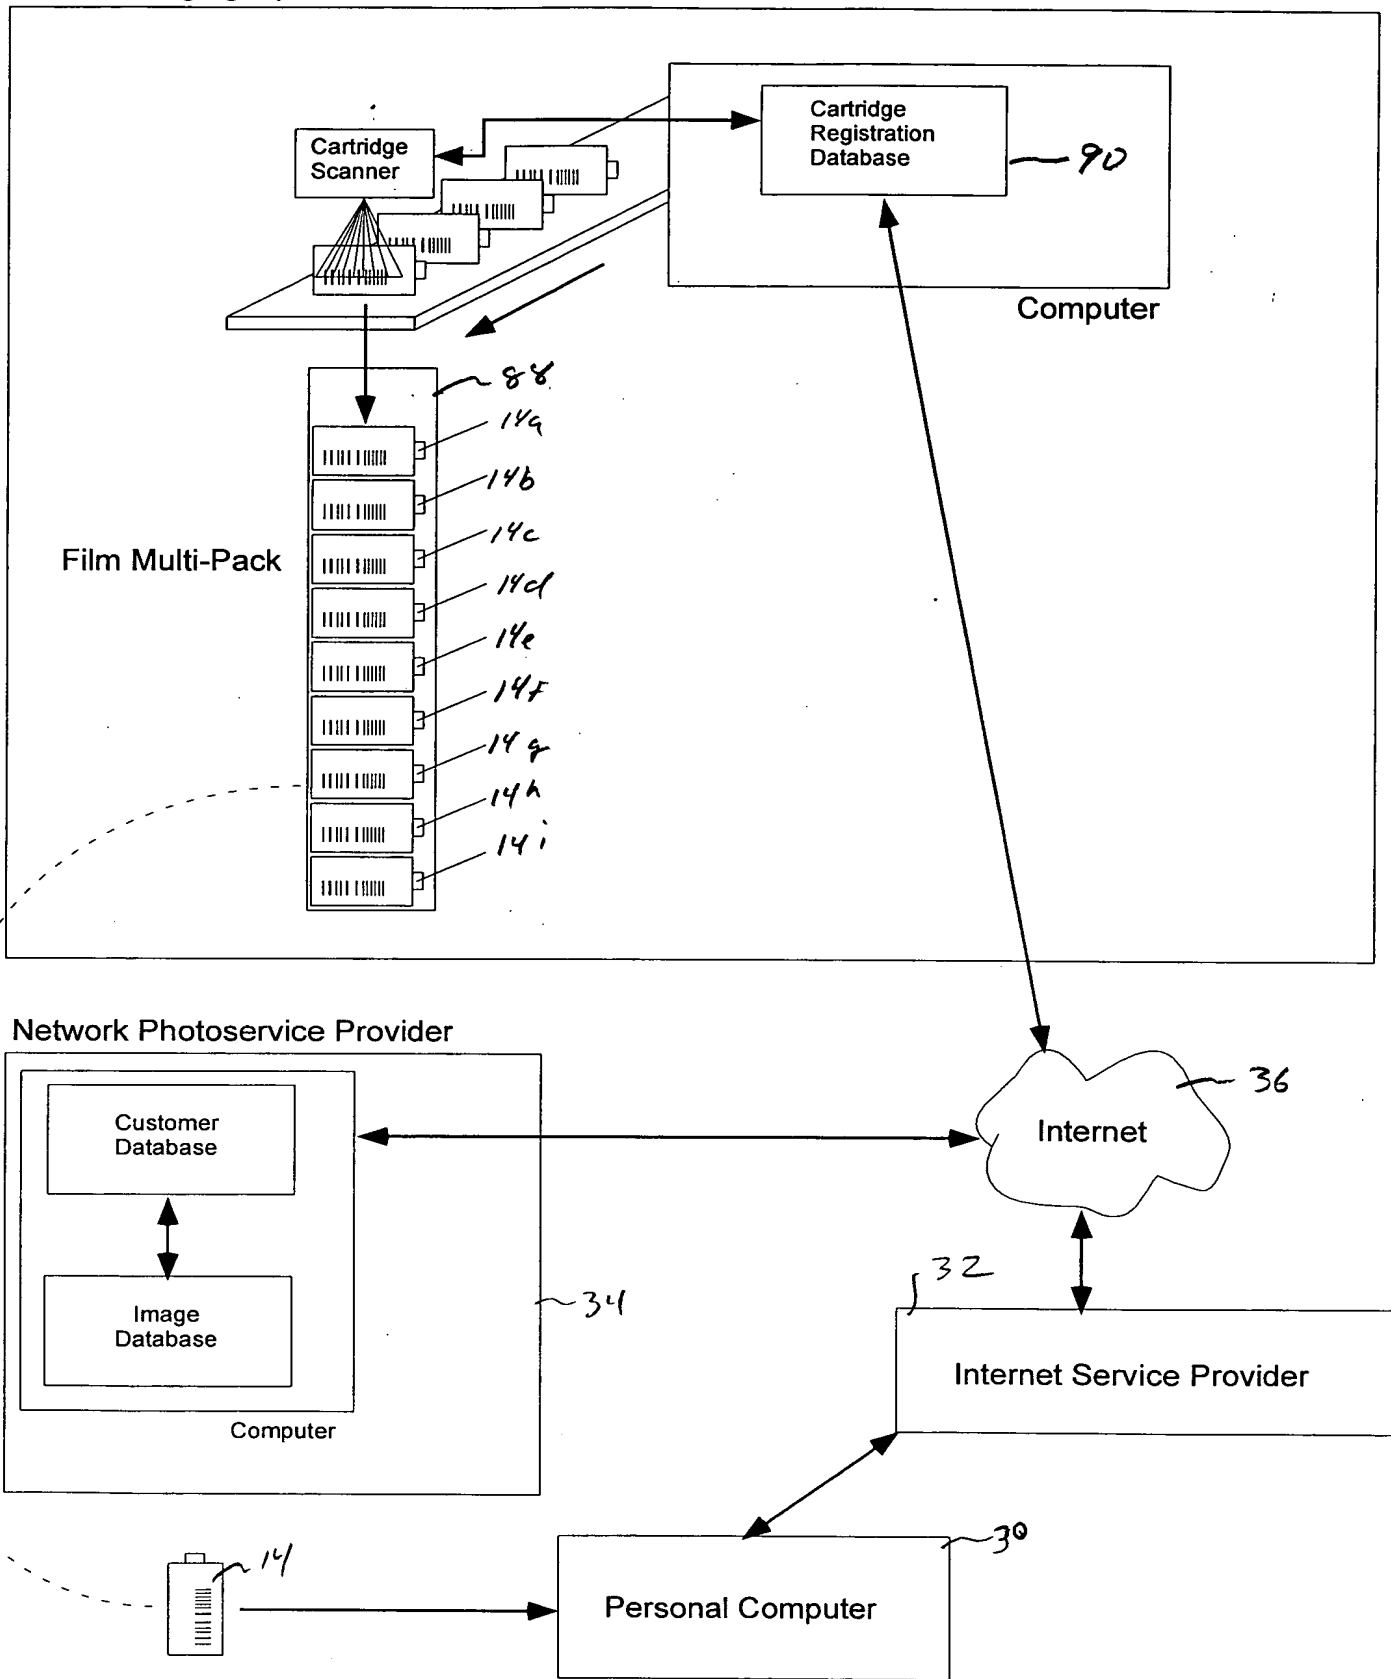 Cartridge
Registration
Database
90
Cartridge
Scanner
Computer
88
14a
14b
14c
14d
14e
14f
14g
14h
14i
Film Multi-Pack
Network Photoservice Provider
Customer
Database
Image
Database
Computer
34
Internet
36
32
Internet Service Provider
14
30
Personal Computer